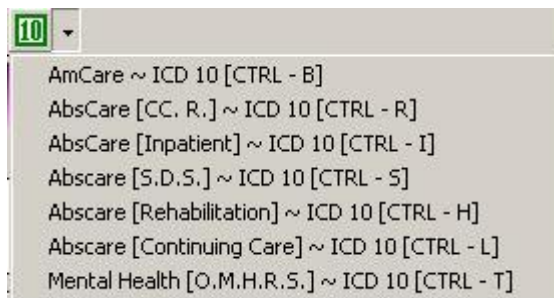 10
AmCare ~ ICD 10 [CTRL - B]
AbsCare [CC. R.] ~ ICD 10 [CTRL - R]
AbsCare [Inpatient] ~ ICD 10 [CTRL - I]
Abscare [S.D.S.] ~ ICD 10 [CTRL - S]
Abscare [Rehabilitation] ~ ICD 10 [CTRL - H]
Abscare [Continuing Care] ~ ICD 10 [CTRL - L]
Mental Health [O.M.H.R.S.] ~ ICD 10 [CTRL - T]